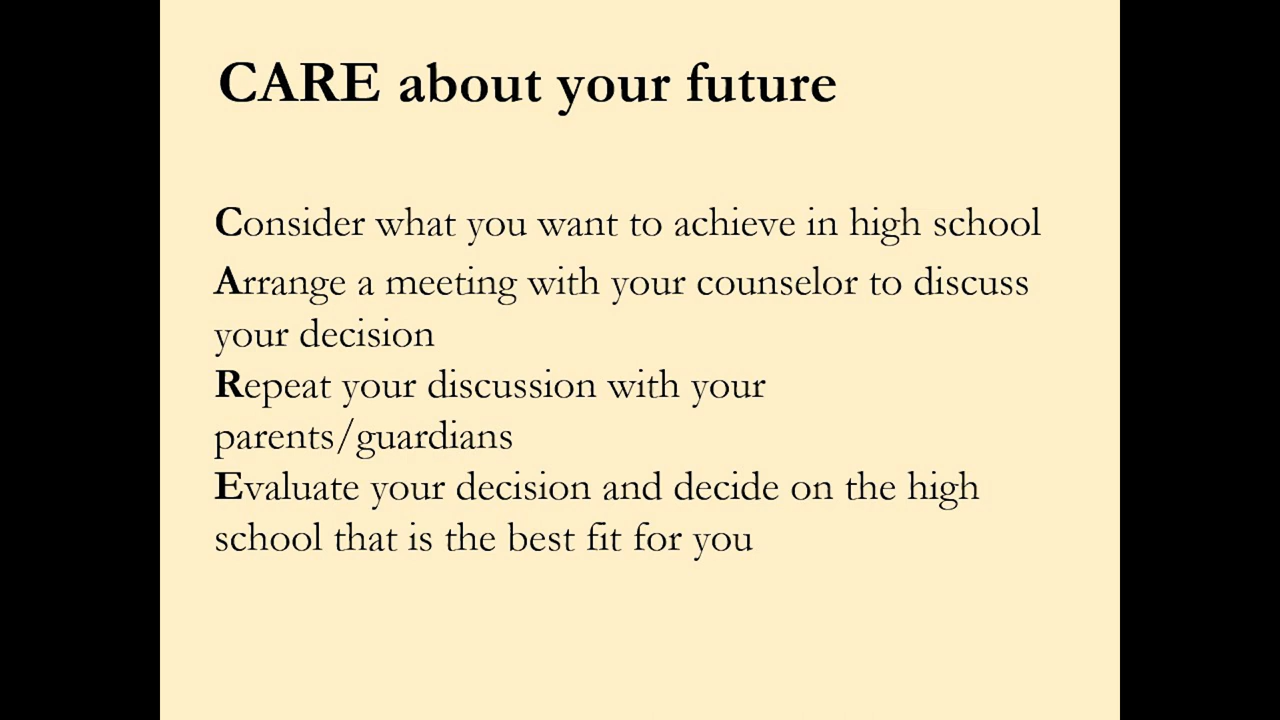 CARE about your future
Consider what you want to achieve in high school
Arrange a meeting with your counselor to discuss
your decision
Repeat your discussion with your
parents/guardians
Evaluate your decision and decide on the high
school that is the best fit for you